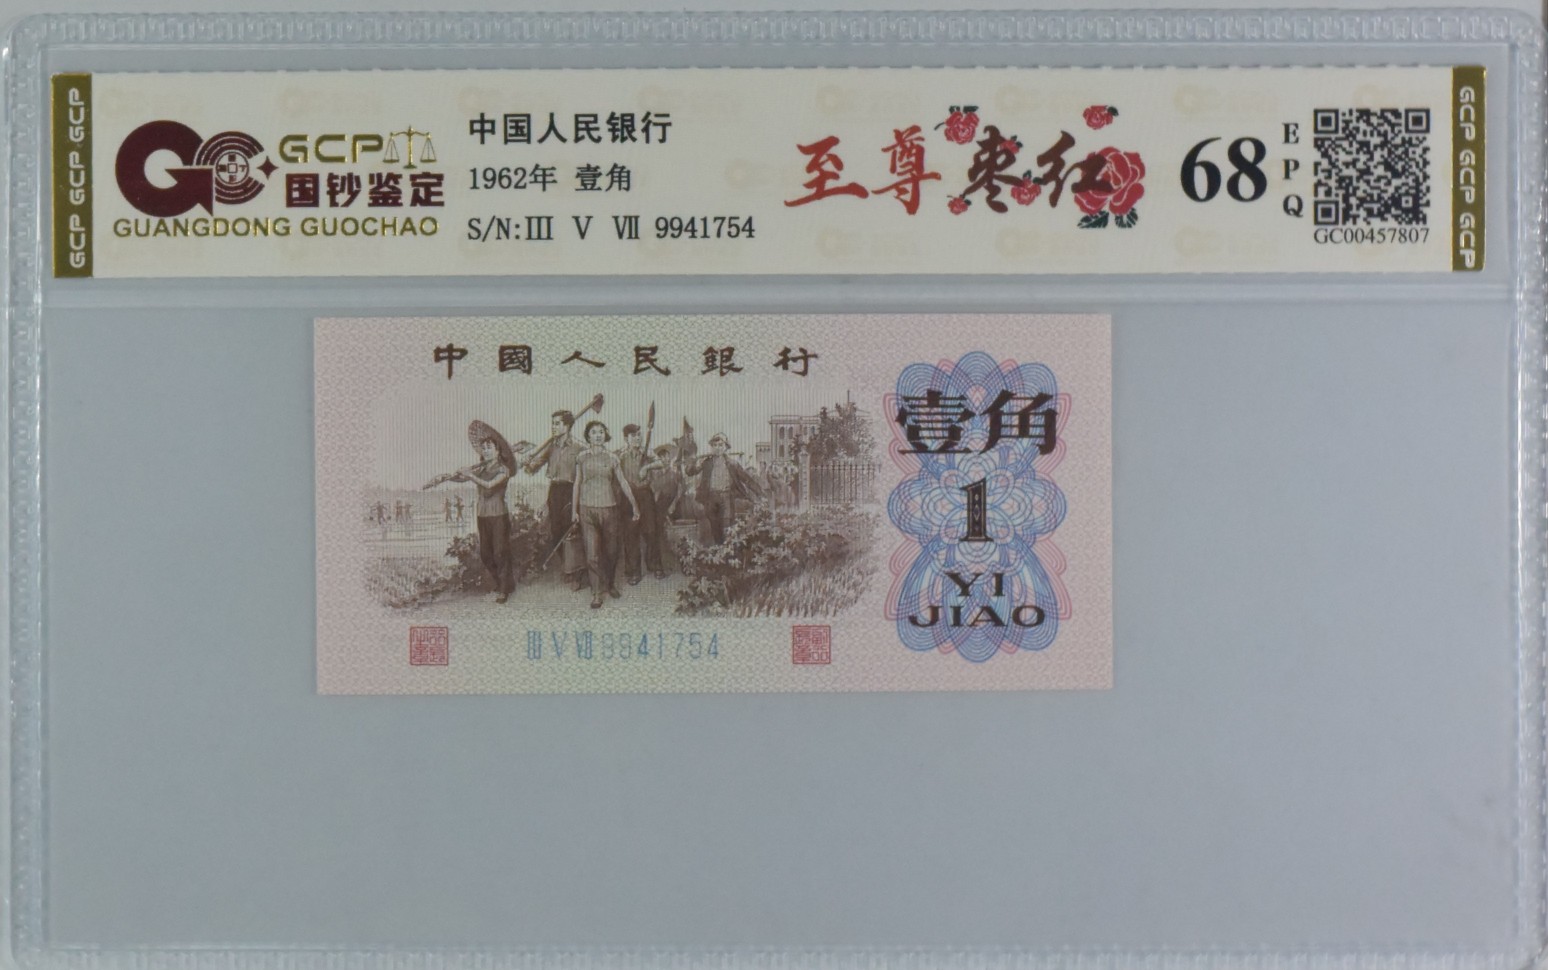 GCP GCP GCP
GCP
国钞鉴定
GUANGDONG GUOCHAO
中国人民银行
1962年 壹角
S/N:III V VII 9941754
至尊枣红
68
EPQ
GC00457807
GCP GCP GCP
中國人民銀行
壹角
1
YI
JIAO
III V VII 9941754